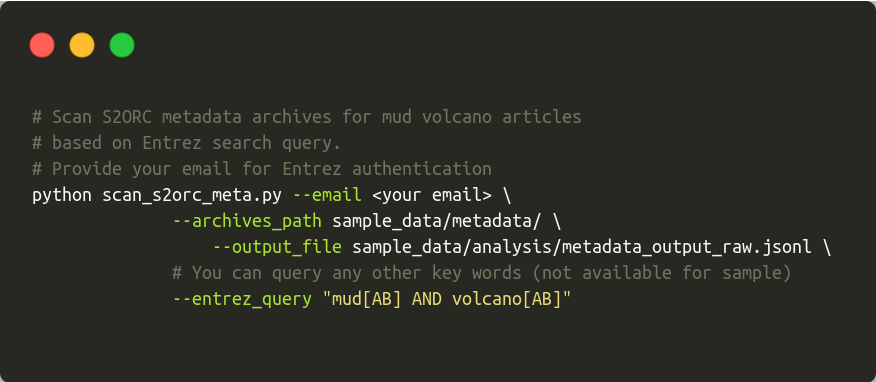 # Scan S2ORC metadata archives for mud volcano articles
# based on Entrez search query.
# Provide your email for Entrez authentication
python scan_s2orc_meta.py --email <your email> \
--archives_path sample_data/metadata/ \
--output_file sample_data/analysis/metadata_output_raw.jsonl \
# You can query any other key words (not available for sample)
--entrez_query "mud[AB] AND volcano[AB]"